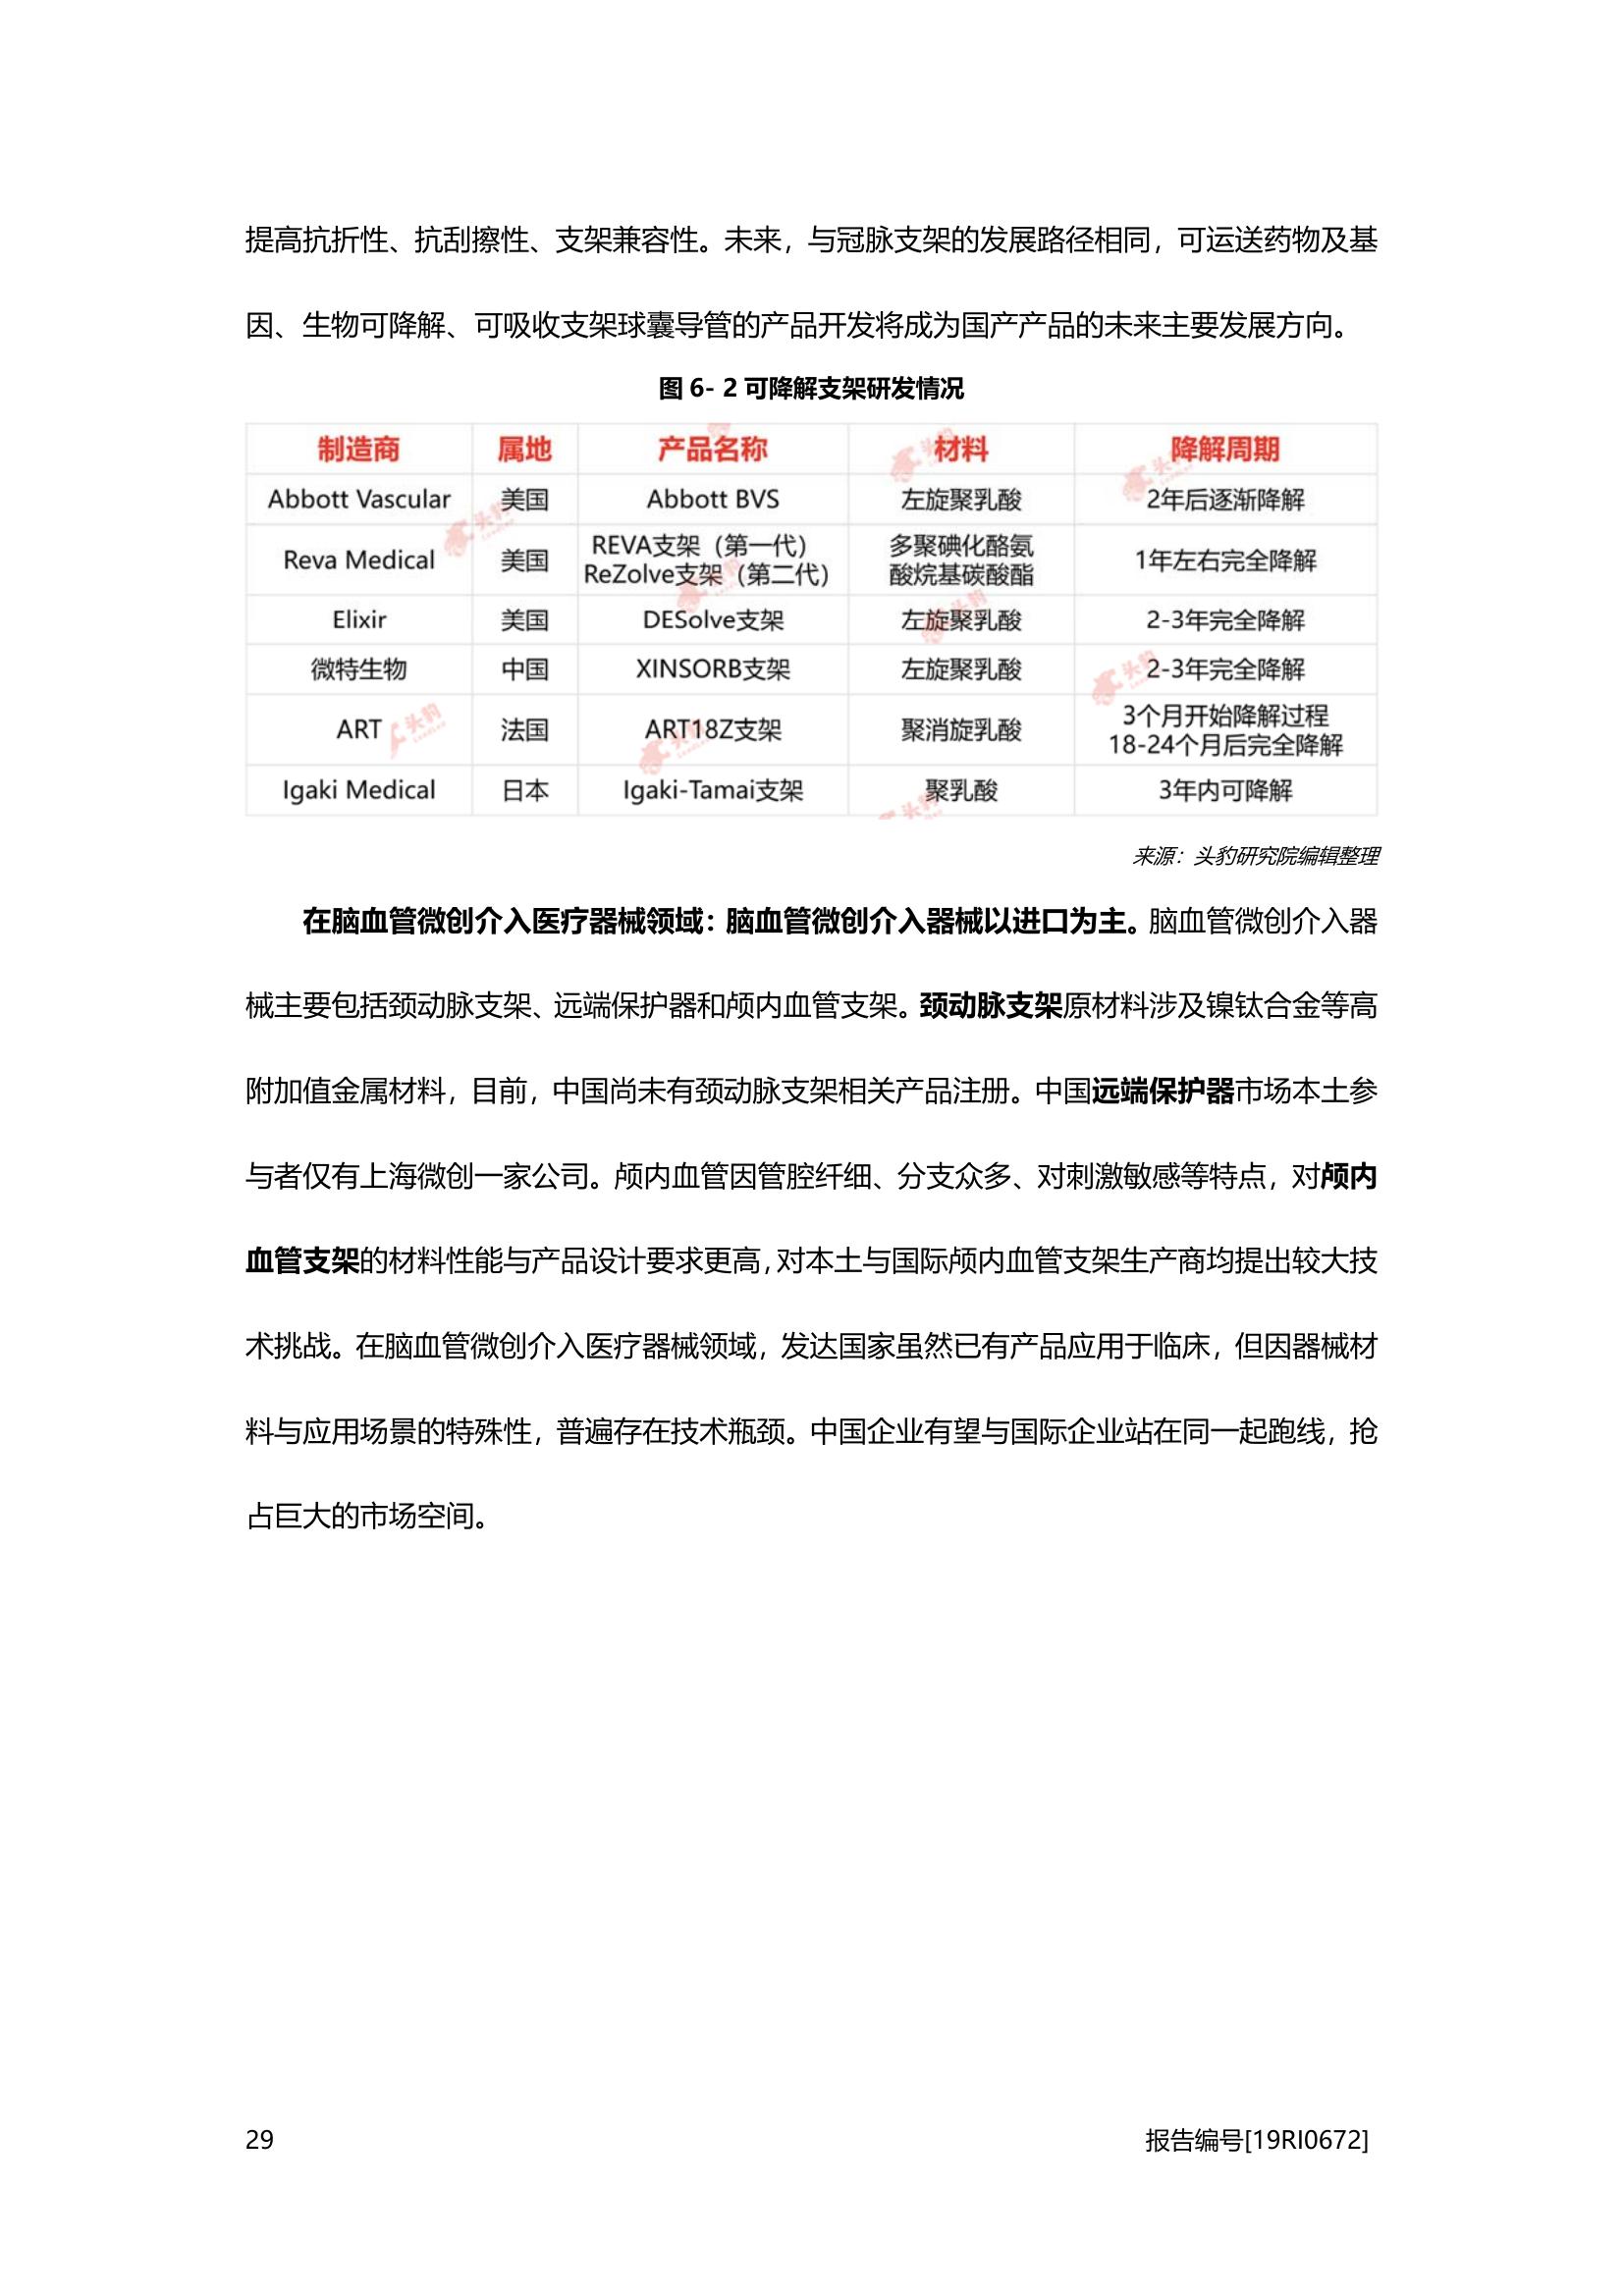 提高抗折性、抗刮擦性、支架兼容性。未来，与冠脉支架的发展路径相同，可运送药物及基
因、生物可降解、可吸收支架球囊导管的产品开发将成为国产产品的未来主要发展方向。
图 6- 2 可降解支架研发情况
制造商 属地 产品名称 材料 降解周期
Abbott Vascular 美国 Abbott BVS 左旋聚乳酸 2年后逐渐降解
Reva Medical 美国 REVA支架（第一代） 多聚碘化酪氨 1年左右完全降解
ReZolve支架（第二代） 酸烷基碳酸酯
Elixir 美国 DESolve支架 左旋聚乳酸 2-3年完全降解
微特生物 中国 XINSORB支架 左旋聚乳酸 2-3年完全降解
ART 法国 ART18Z支架 聚消旋乳酸 3个月开始降解过程
18-24个月后完全降解
Igaki Medical 日本 Igaki-Tamai支架 聚乳酸 3年内可降解
来源：头豹研究院编辑整理
在脑血管微创介入医疗器械领域：脑血管微创介入器械以进口为主。脑血管微创介入器
械主要包括颈动脉支架、远端保护器和颅内血管支架。颈动脉支架原材料涉及镍钛合金等高
附加值金属材料，目前，中国尚未有颈动脉支架相关产品注册。中国远端保护器市场本土参
与者仅有上海微创一家公司。颅内血管因管腔纤细、分支众多、对刺激敏感等特点，对颅内
血管支架的材料性能与产品设计要求更高，对本土与国际颅内血管支架生产商均提出较大技
术挑战。在脑血管微创介入医疗器械领域，发达国家虽然已有产品应用于临床，但因器械材
料与应用场景的特殊性，普遍存在技术瓶颈。中国企业有望与国际企业站在同一起跑线，抢
占巨大的市场空间。
29 报告编号[19RI0672]